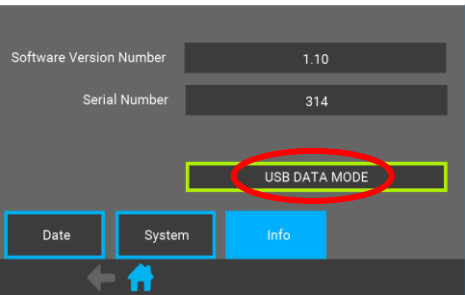 Software Version Number 1.10
Serial Number 314
USB DATA MODE
Date System Info